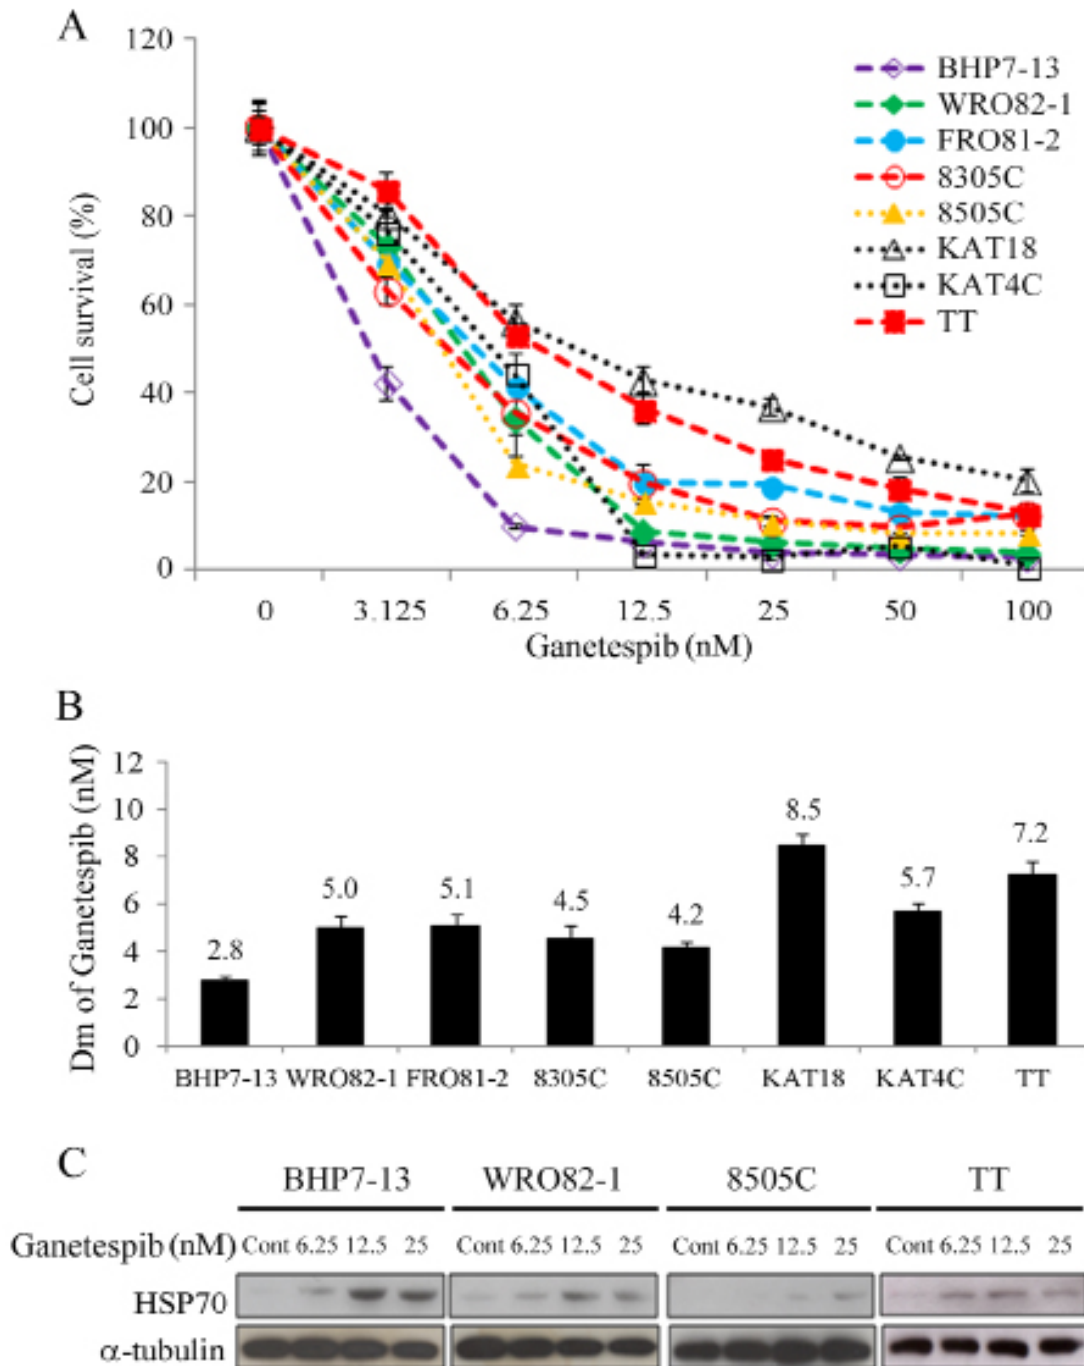 A
120
100
80
60
40
20
0
Cell survival (%)
BHP7-13
WRO82-1
FRO81-2
8305C
8505C
KAT18
KAT4C
TT
0 3.125 6.25 12.5 25 50 100
Ganetespib (nM)
B
Dm of Ganetespib (nM)
12
10
8
6
4
2
0
2.8 5.0 5.1 4.5 4.2 8.5 5.7 7.2
BHP7-13 WRO82-1 FRO81-2 8305C 8505C KAT18 KAT4C TT
C
BHP7-13 WRO82-1 8505C TT
Ganetespib (nM) Cont 6.25 12.5 25 Cont 6.25 12.5 25 Cont 6.25 12.5 25 Cont 6.25 12.5 25
HSP70
α-tubulin